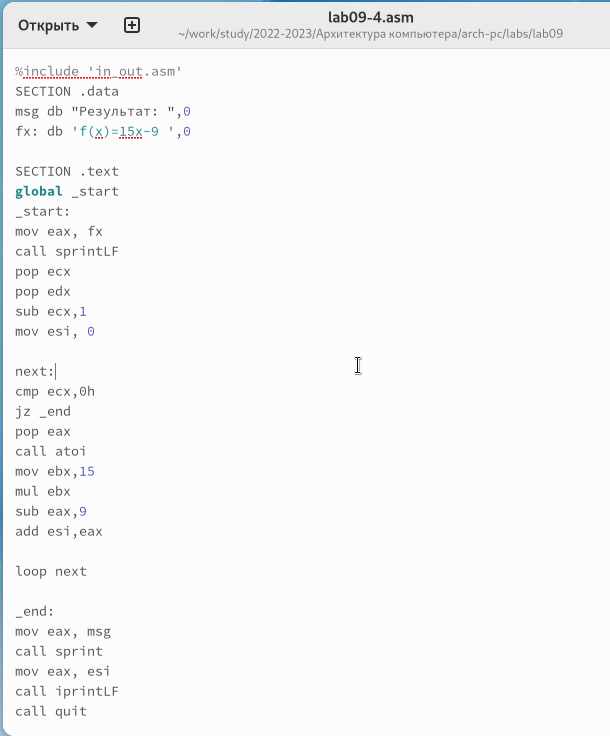 Открыть
lab09-4.asm
~/work/study/2022-2023/Архитектура компьютера/arch-pc/labs/lab09
%include 'in_out.asm'
SECTION .data
msg db "Результат: ",0
fx: db 'f(x)=15x-9 ',0
SECTION .text
global _start
_start:
mov eax, fx
call sprintLF
pop ecx
pop edx
sub ecx,1
mov esi, 0
next:
cmp ecx,0h
jz _end
pop eax
call atoi
mov ebx,15
mul ebx
sub eax,9
add esi,eax
loop next
_end:
mov eax, msg
call sprint
mov eax, esi
call iprintLF
call quit